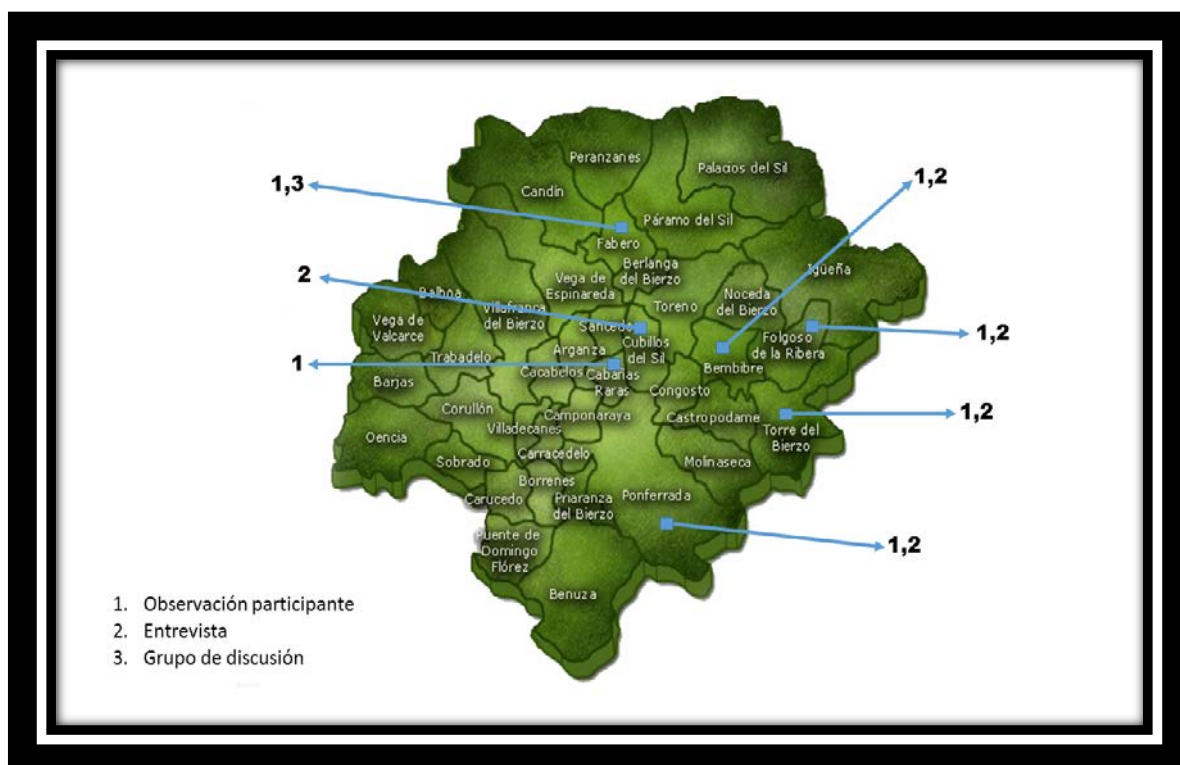 Peranzanes
Palacios del Sil
Candín
1,3
1,2
Páramo del Sil
Fabero
Berlanga
del Bierzo
Igüeña
2
Vega de
Espinareda
Balboa
Villafranca
del Bierzo
Toreno
Noceda
del Bierzo
Vega de
Valcarce
Sancedo
Cubillos
del Sil
Folgoso
de la Ribera
1,2
1
Trabadelo
Arganza
Cacabelos
Cabañas
Raras
Bembibre
Barjas
Congosto
Corullón
Camponaraya
Castropodame
1,2
Villadecanes
Torre del
Bierzo
Oencia
Carracedelo
Molinaseca
Sobrado
Borrenes
Carucedo
Priaranza
del Bierzo
Ponferrada
Puente de
Domingo
Flórez
1,2
Benuza
1. Observación participante
2. Entrevista
3. Grupo de discusión